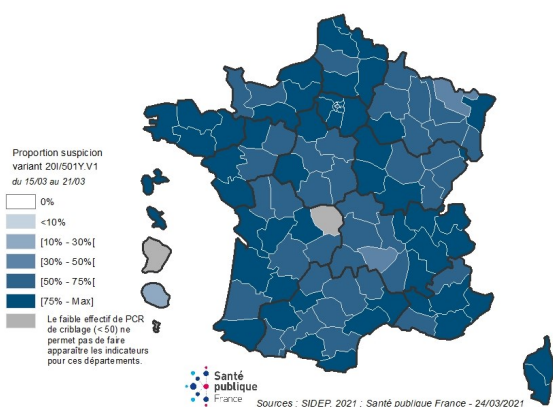 Proportion suspicion
variant 20I/501Y.V1
du 15/03 au 21/03
0%
<10%
[10% - 30%[
[30% - 50%[
[50% - 75%[
[75% - Max]
Le faible effectif de PCR
de criblage (< 50) ne
permet pas de faire
apparaître les indicateurs
pour ces départements.
Santé
publique
France
Sources : SIDEP, 2021 ; Santé publique France - 24/03/2021